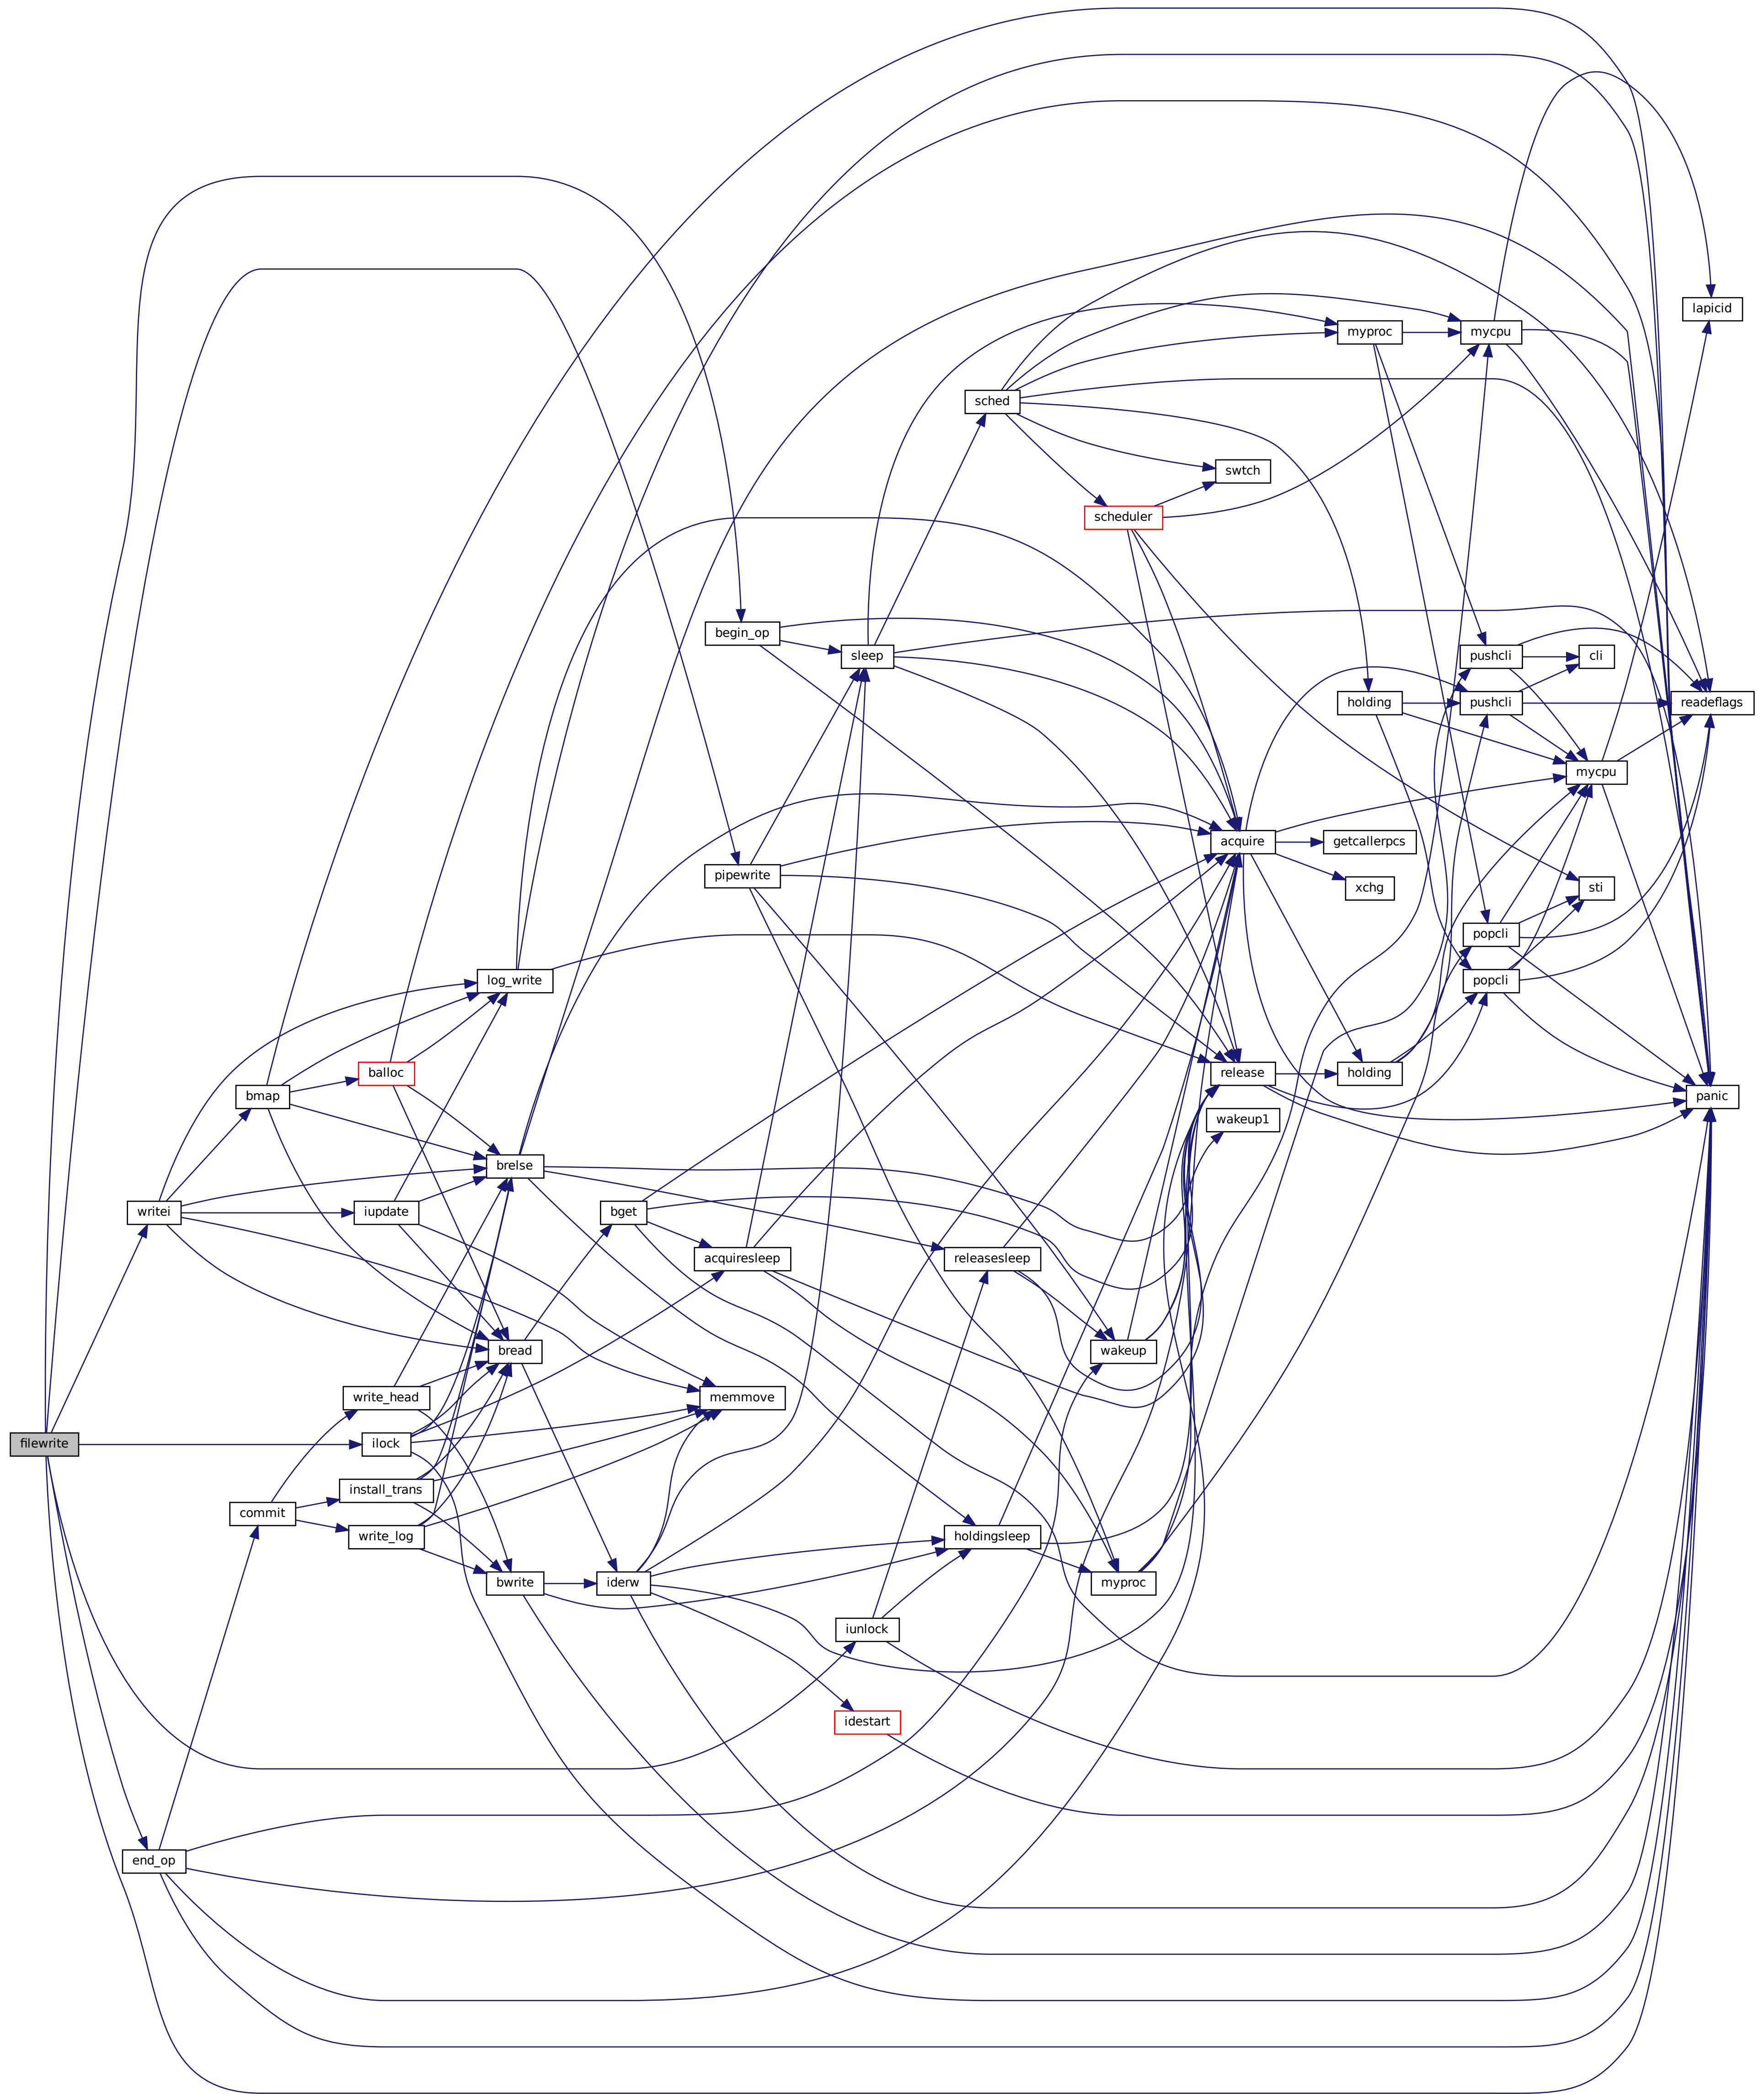 lapicid
myproc
mycpu
sched
swtch
scheduler
begin_op
sleep
pushcli
cli
holding
pushcli
readeflags
mycpu
acquire
getcallerpcs
pipewrite
xchg
sti
popcli
log_write
popcli
balloc
release
holding
bmap
panic
wakeup1
brelse
writei
iupdate
bget
acquiresleep
releasesleep
bread
wakeup
write_head
memmove
filewrite
ilock
install_trans
commit
write_log
holdingsleep
bwrite
iderw
myproc
iunlock
idestart
end_op